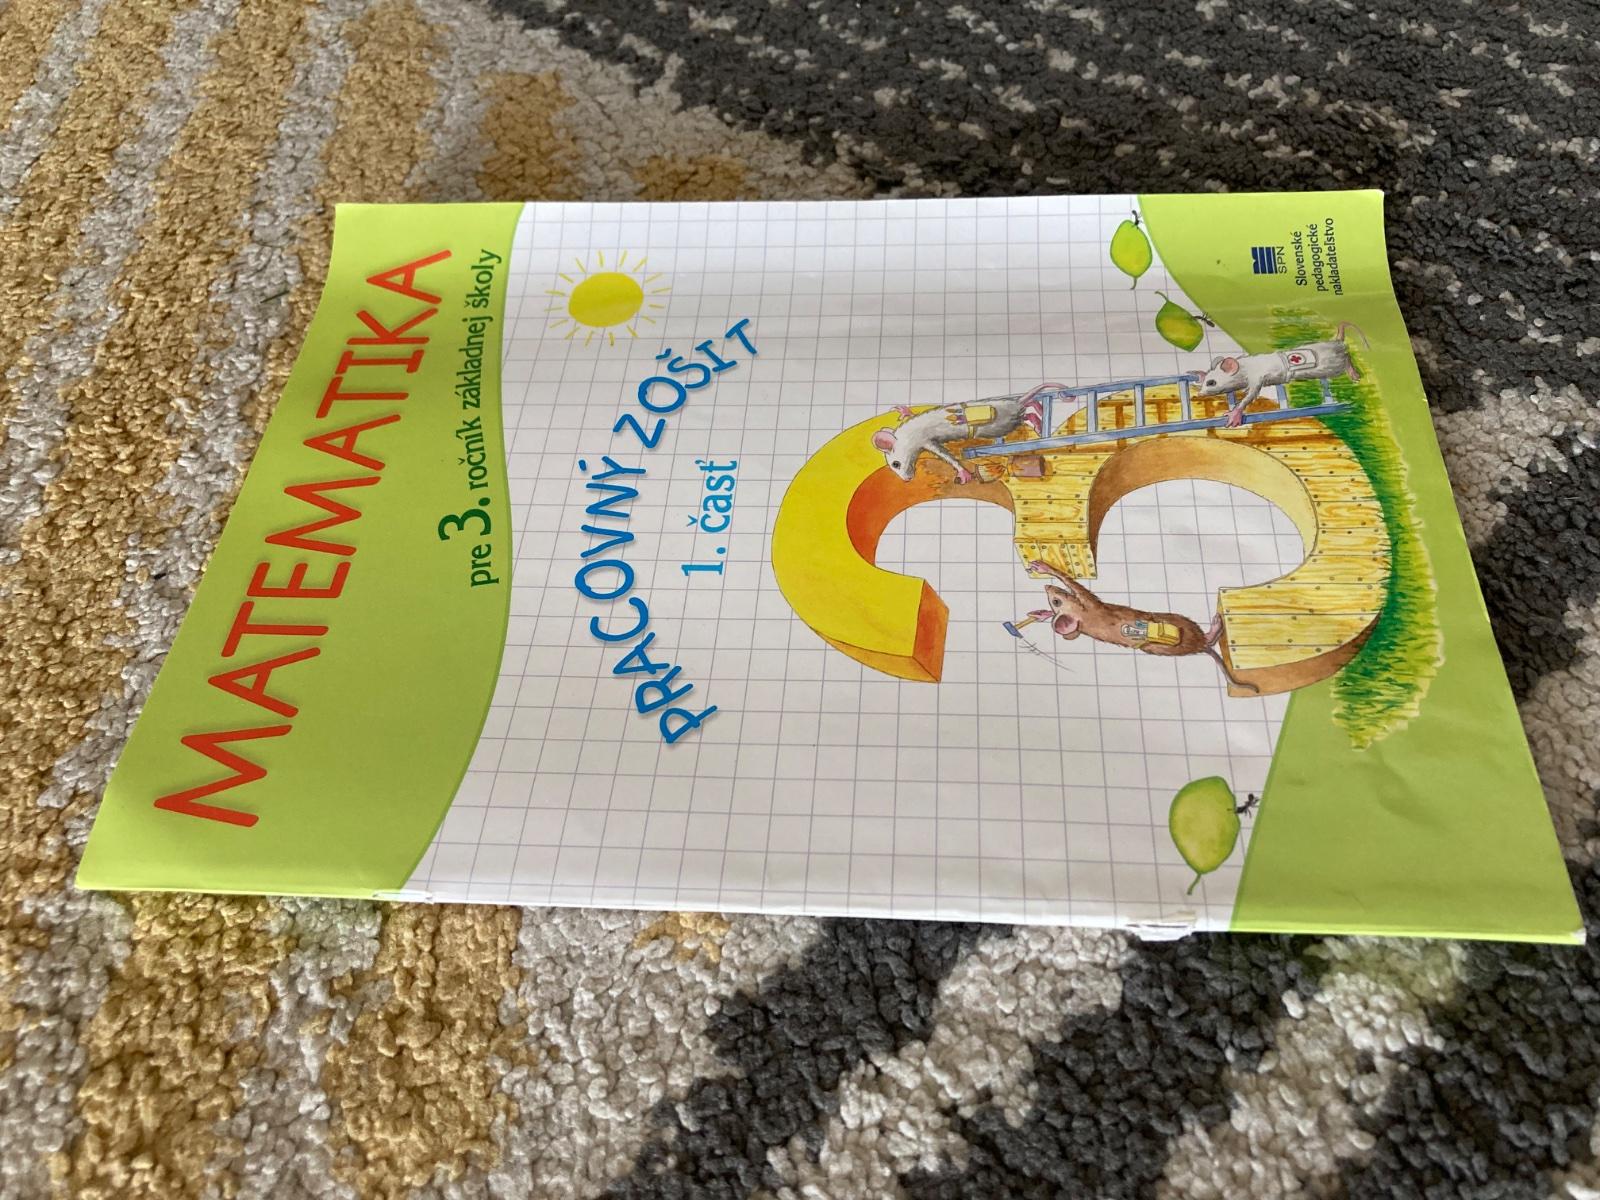 MATEMATIKA
pre 3. ročník základnej školy
PRACOVNÝ ZOŠIT
1. časť
SPN
Slovenské
pedagogické
nakladateľstvo